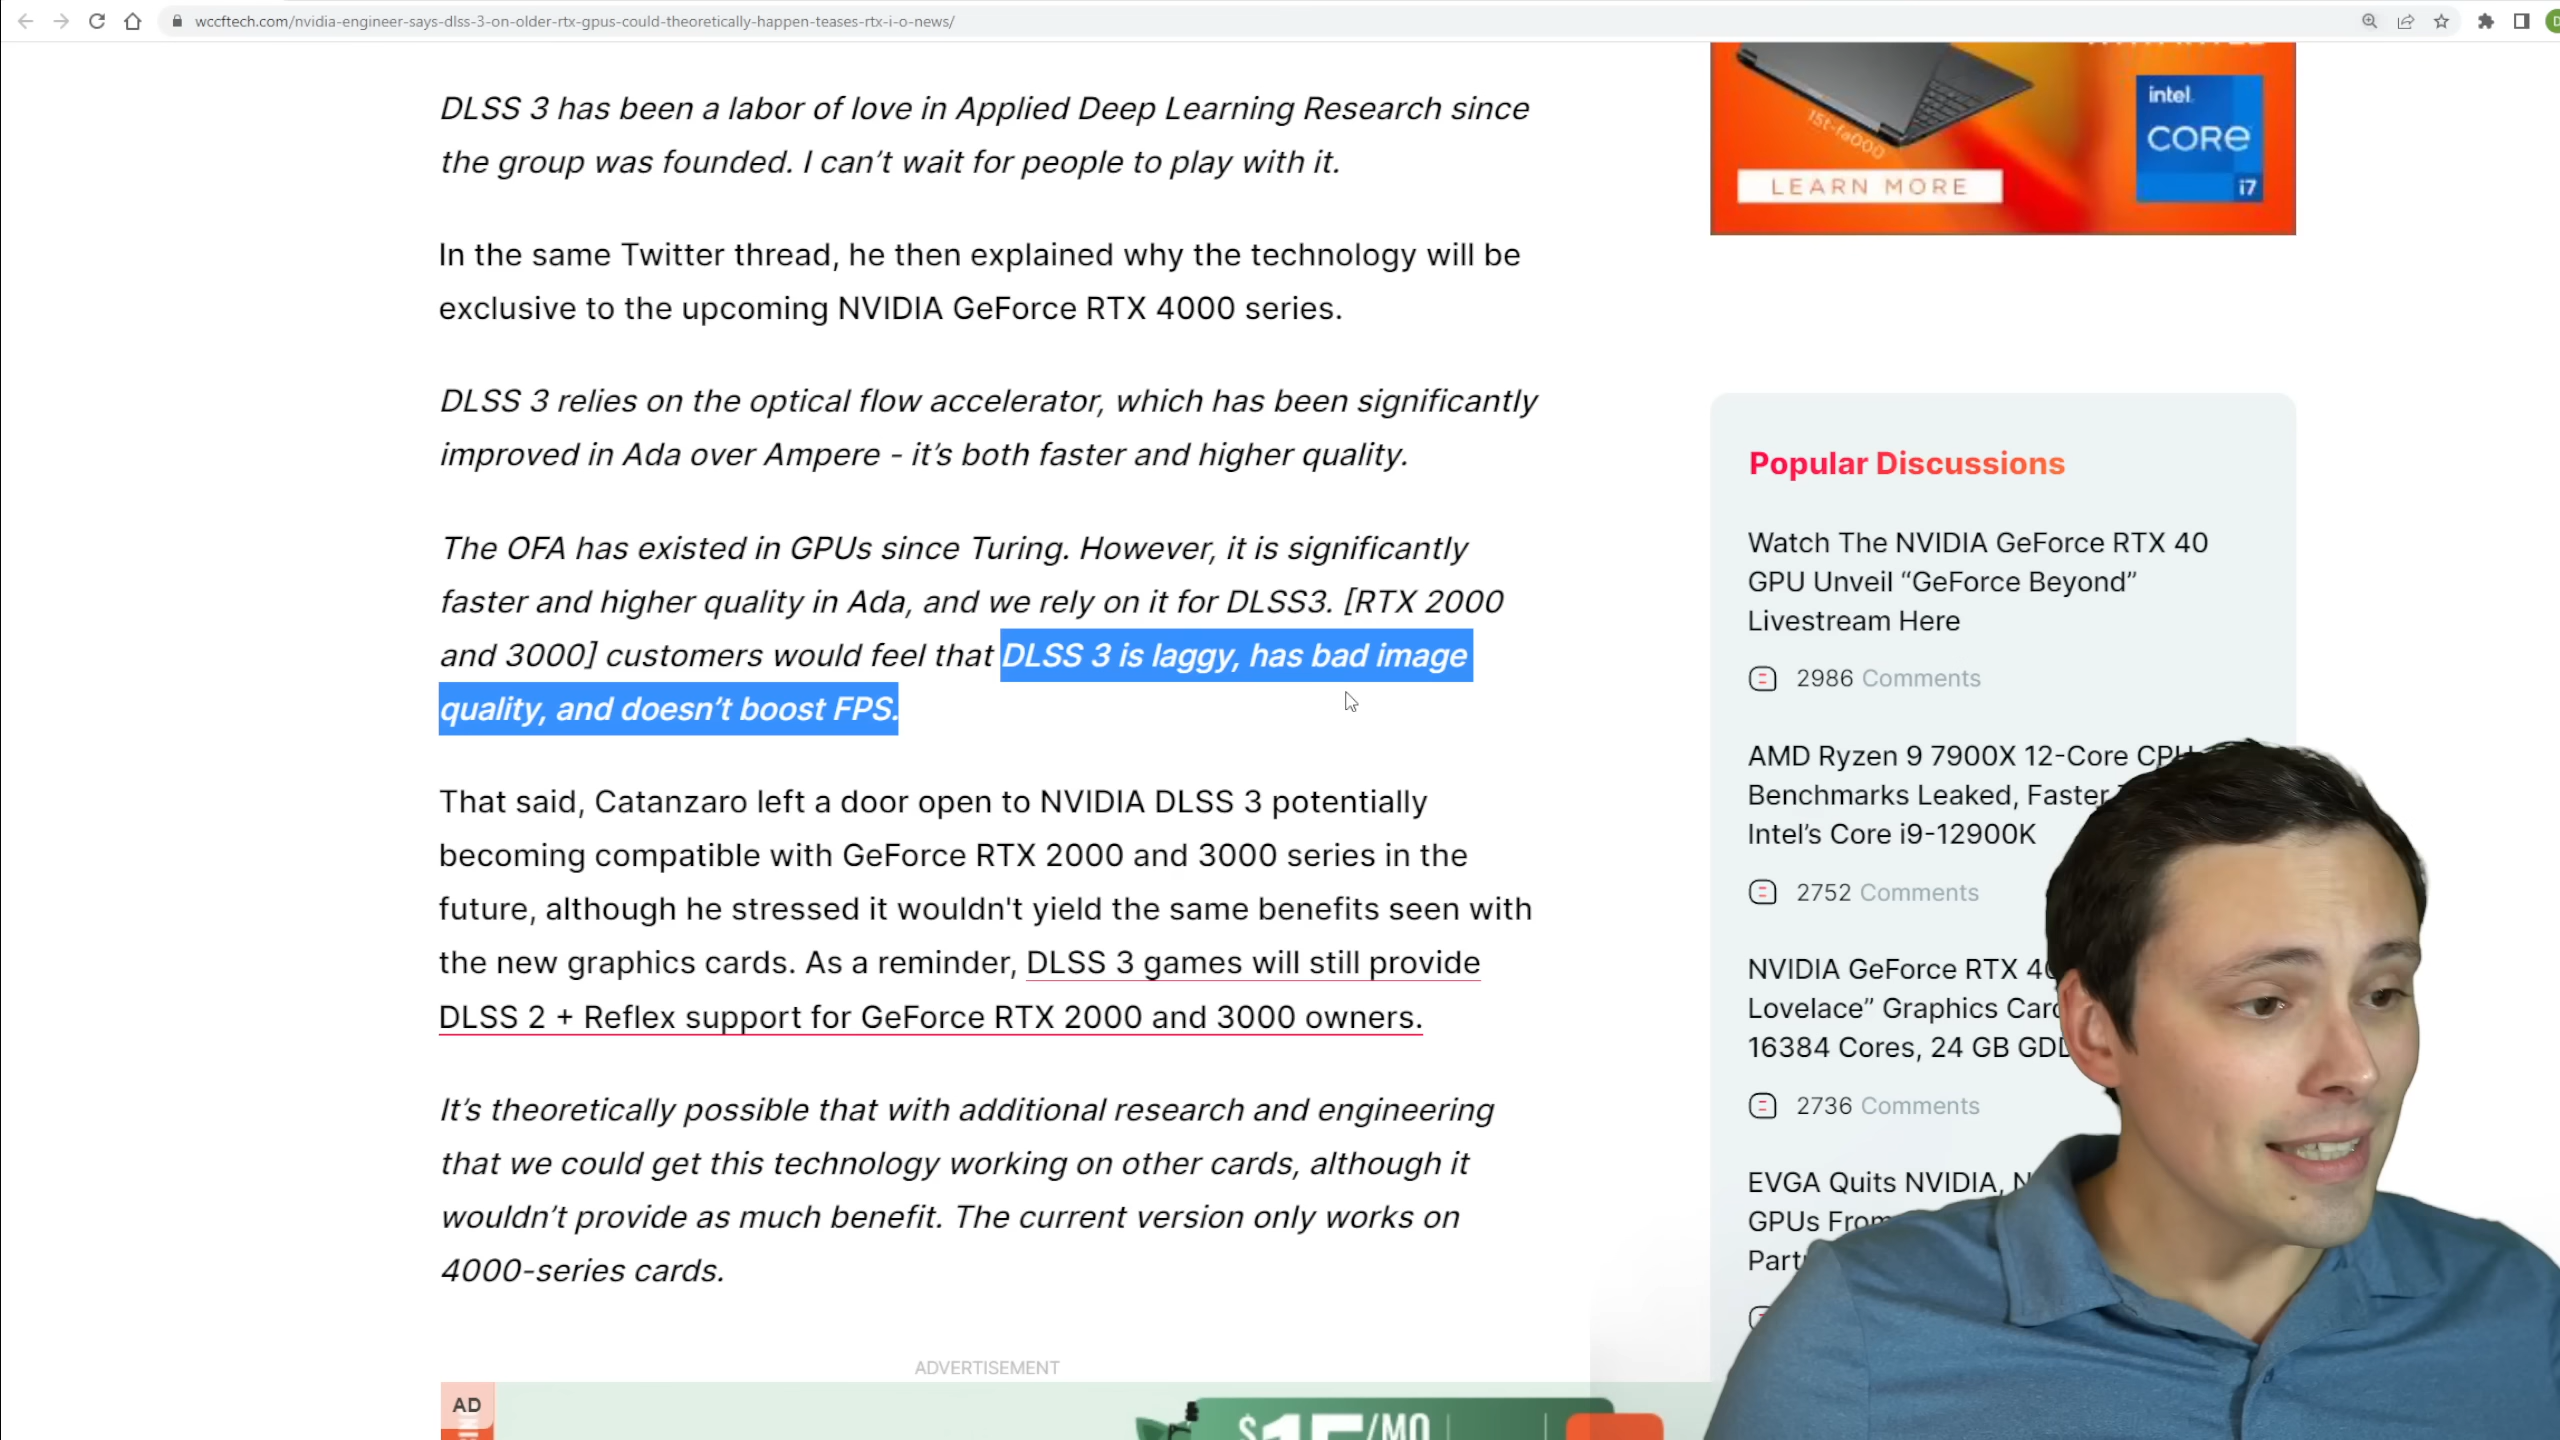 wccftech.com/nvidia-engineer-says-dlss-3-on-older-rtx-gpus-could-theoretically-happen-teases-rtx-i-o-news/
DLSS 3 has been a labor of love in Applied Deep Learning Research since
the group was founded. I can't wait for people to play with it.
In the same Twitter thread, he then explained why the technology will be
exclusive to the upcoming NVIDIA GeForce RTX 4000 series.
DLSS 3 relies on the optical flow accelerator, which has been significantly
improved in Ada over Ampere - it's both faster and higher quality.
The OFA has existed in GPUs since Turing. However, it is significantly
faster and higher quality in Ada, and we rely on it for DLSS3. [RTX 2000
and 3000] customers would feel that DLSS 3 is laggy, has bad image
quality, and doesn't boost FPS.
That said, Catanzaro left a door open to NVIDIA DLSS 3 potentially
becoming compatible with GeForce RTX 2000 and 3000 series in the
future, although he stressed it wouldn't yield the same benefits seen with
the new graphics cards. As a reminder, DLSS 3 games will still provide
DLSS 2 + Reflex support for GeForce RTX 2000 and 3000 owners.
It's theoretically possible that with additional research and engineering
that we could get this technology working on other cards, although it
wouldn't provide as much benefit. The current version only works on
4000-series cards.
ADVERTISEMENT
AD
$15/MO
15t-fa000
intel.
CORE
i7
LEARN MORE
Popular Discussions
Watch The NVIDIA GeForce RTX 40
GPU Unveil “GeForce Beyond”
Livestream Here
2986 Comments
AMD Ryzen 9 7900X 12-Core CPU
Benchmarks Leaked, Faster
Intel's Core i9-12900K
2752 Comments
NVIDIA GeForce RTX
Lovelace” Graphics
16384 Cores, 24 GB
2736 Comments
EVGA Quits NVIDIA,
GPUs From